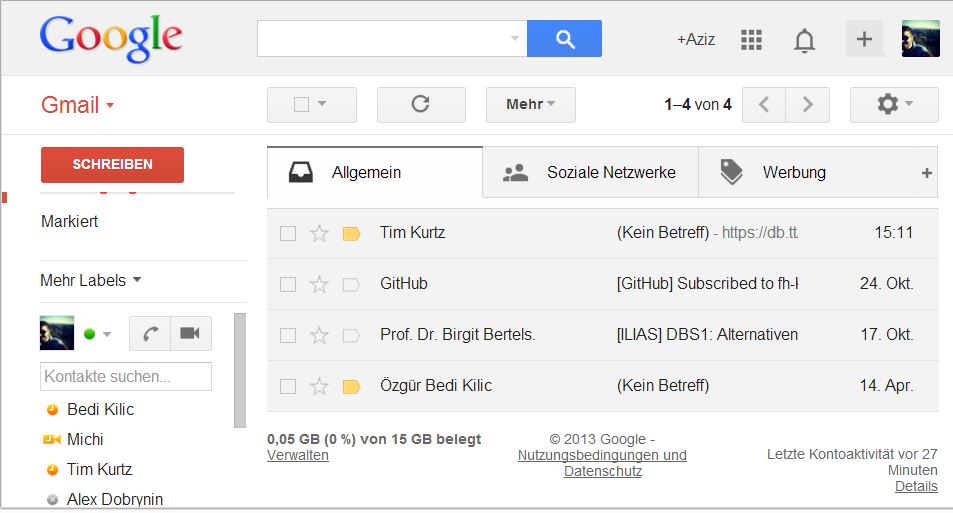 Google
+Aziz
Gmail
Mehr
1–4 von 4
SCHREIBEN
Allgemein
Soziale Netzwerke
Werbung
Markiert
Mehr Labels
Kontakte suchen...
Bedi Kilic
Michi
Tim Kurtz
Alex Dobrynin
Tim Kurtz (Kein Betreff) - https://db.tt 15:11
GitHub [GitHub] Subscribed to fh- 24. Okt.
Prof. Dr. Birgit Bertels. [ILIAS] DBS1: Alternativen 17. Okt.
Özgür Bedi Kilic (Kein Betreff) 14. Apr.
0,05 GB (0 %) von 15 GB belegt
Verwalten
© 2013 Google -
Nutzungsbedingungen und
Datenschutz
Letzte Kontoaktivität vor 27
Minuten
Details